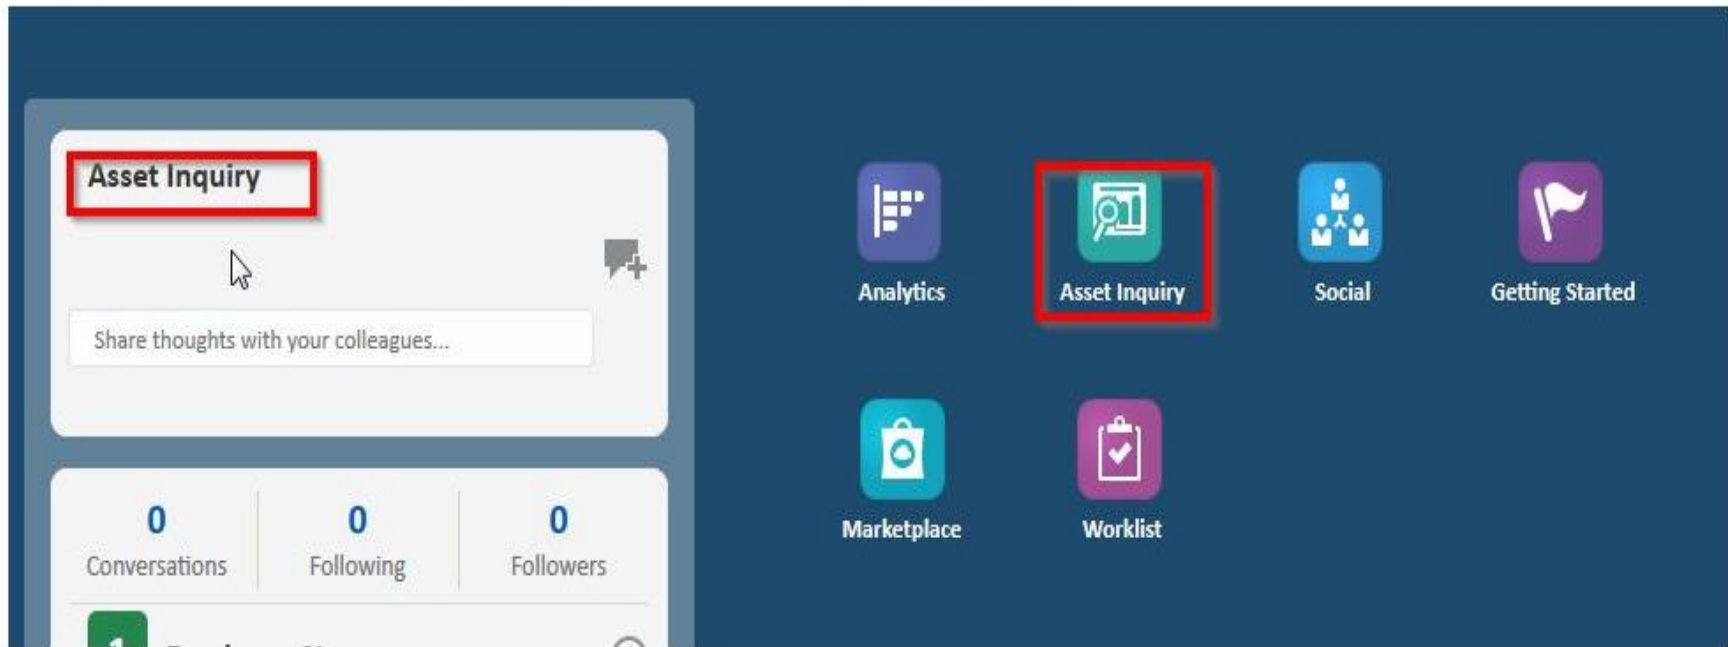 Asset Inquiry
Share thoughts with your colleagues...
0
Conversations
0
Following
0
Followers
Analytics
Asset Inquiry
Social
Getting Started
Marketplace
Worklist